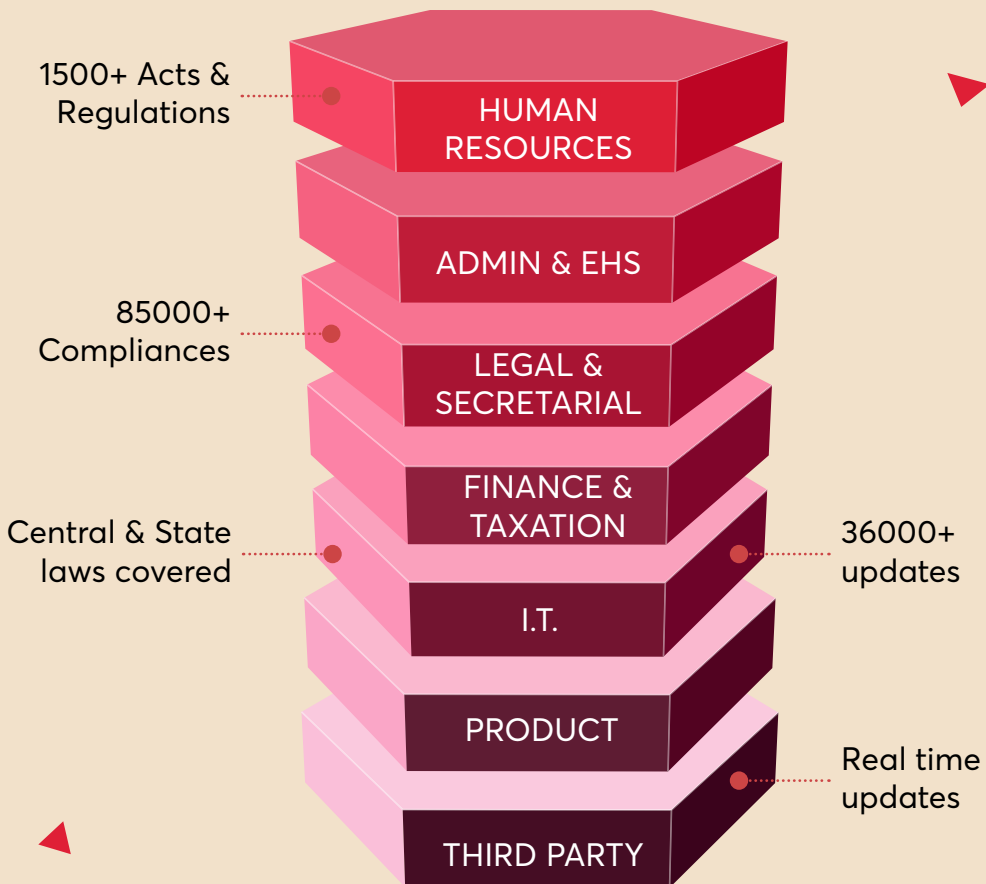 1500+ Acts &
Regulations
HUMAN
RESOURCES
ADMIN & EHS
85000+
Compliances
LEGAL &
SECRETARIAL
FINANCE &
TAXATION
Central & State
laws covered
36000+
updates
I.T.
PRODUCT
Real time
updates
THIRD PARTY